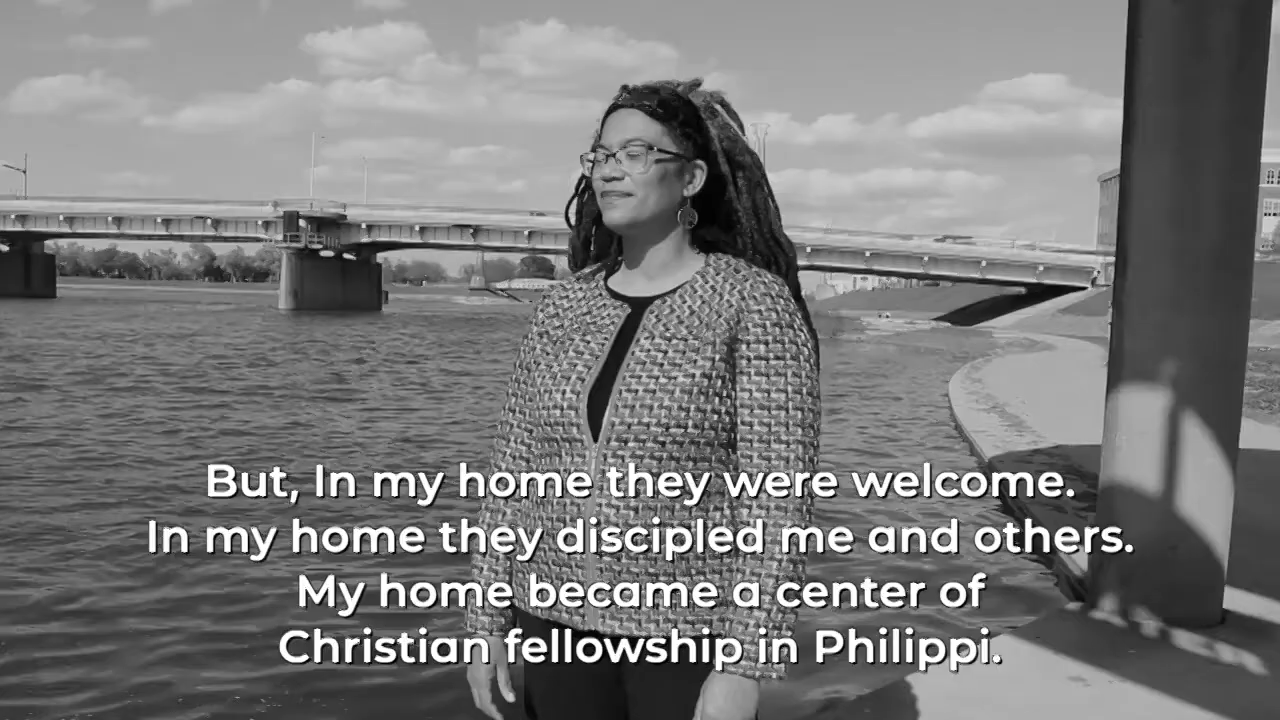 But, In my home they were welcome.
In my home they discipled me and others.
My home became a center of
Christian fellowship in Philippi.